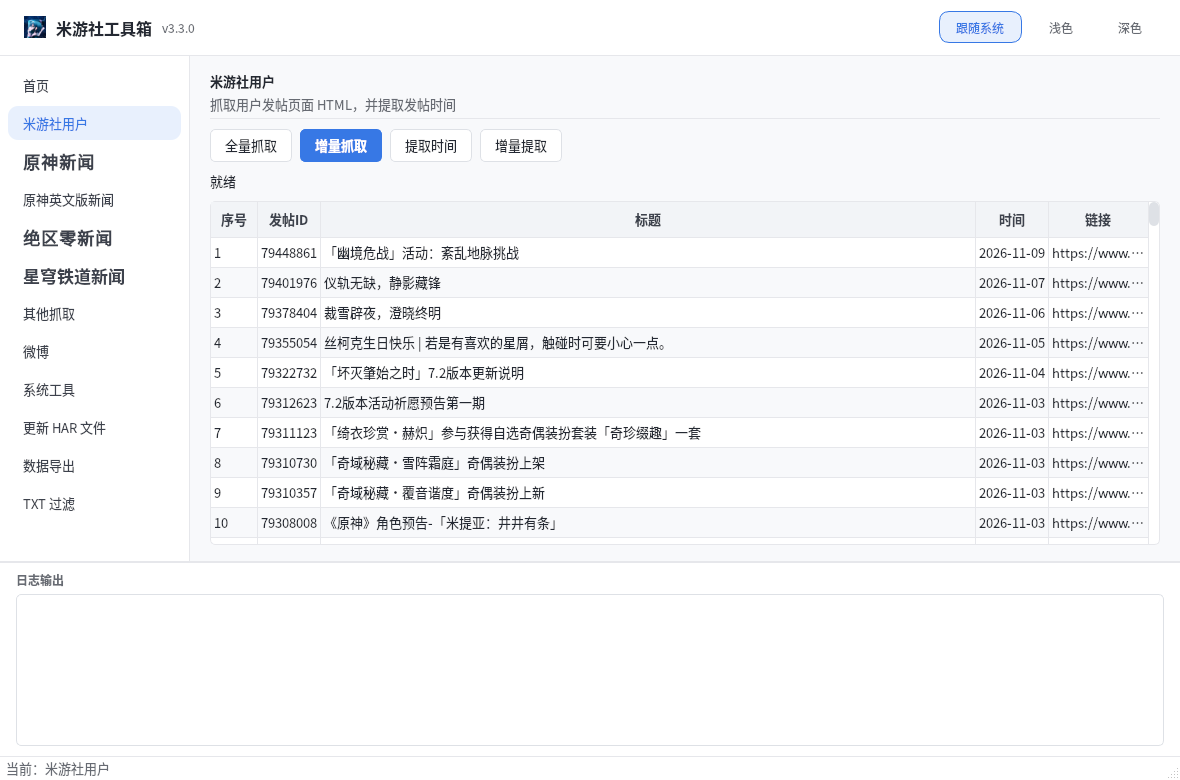 米游社工具箱 v3.3.0 跟随系统 浅色 深色
首页
米游社用户
原神新闻
原神英文版新闻
绝区零新闻
星穹铁道新闻
其他抓取
微博
系统工具
更新 HAR 文件
数据导出
TXT 过滤
米游社用户
抓取用户发帖页面 HTML，并提取发帖时间
全量抓取 增量抓取 提取时间 增量提取
就绪
序号 发帖ID 标题 时间 链接
1 79448861 「幽境危战」活动：紊乱地脉挑战 2026-11-09 https://www.…
2 79401976 仪轨无缺，静影藏锋 2026-11-07 https://www.…
3 79378404 裁雪辟夜，澄晓终明 2026-11-06 https://www.…
4 79355054 丝柯克生日快乐 | 若是有喜欢的星屑，触碰时可要小心一点。 2026-11-05 https://www.…
5 79322732 「坏灭肇始之时」7.2版本更新说明 2026-11-04 https://www.…
6 79312623 7.2版本活动祈愿预告第一期 2026-11-03 https://www.…
7 79311123 「绮衣珍赏・赫炽」参与获得自选奇偶装扮套装「奇珍缀趣」一套 2026-11-03 https://www.…
8 79310730 「奇域秘藏・雪阵霜庭」奇偶装扮上架 2026-11-03 https://www.…
9 79310357 「奇域秘藏・覆音谐度」奇偶装扮上新 2026-11-03 https://www.…
10 79308008 《原神》角色预告-「米提亚：井井有条」 2026-11-03 https://www.…
日志输出
当前：米游社用户